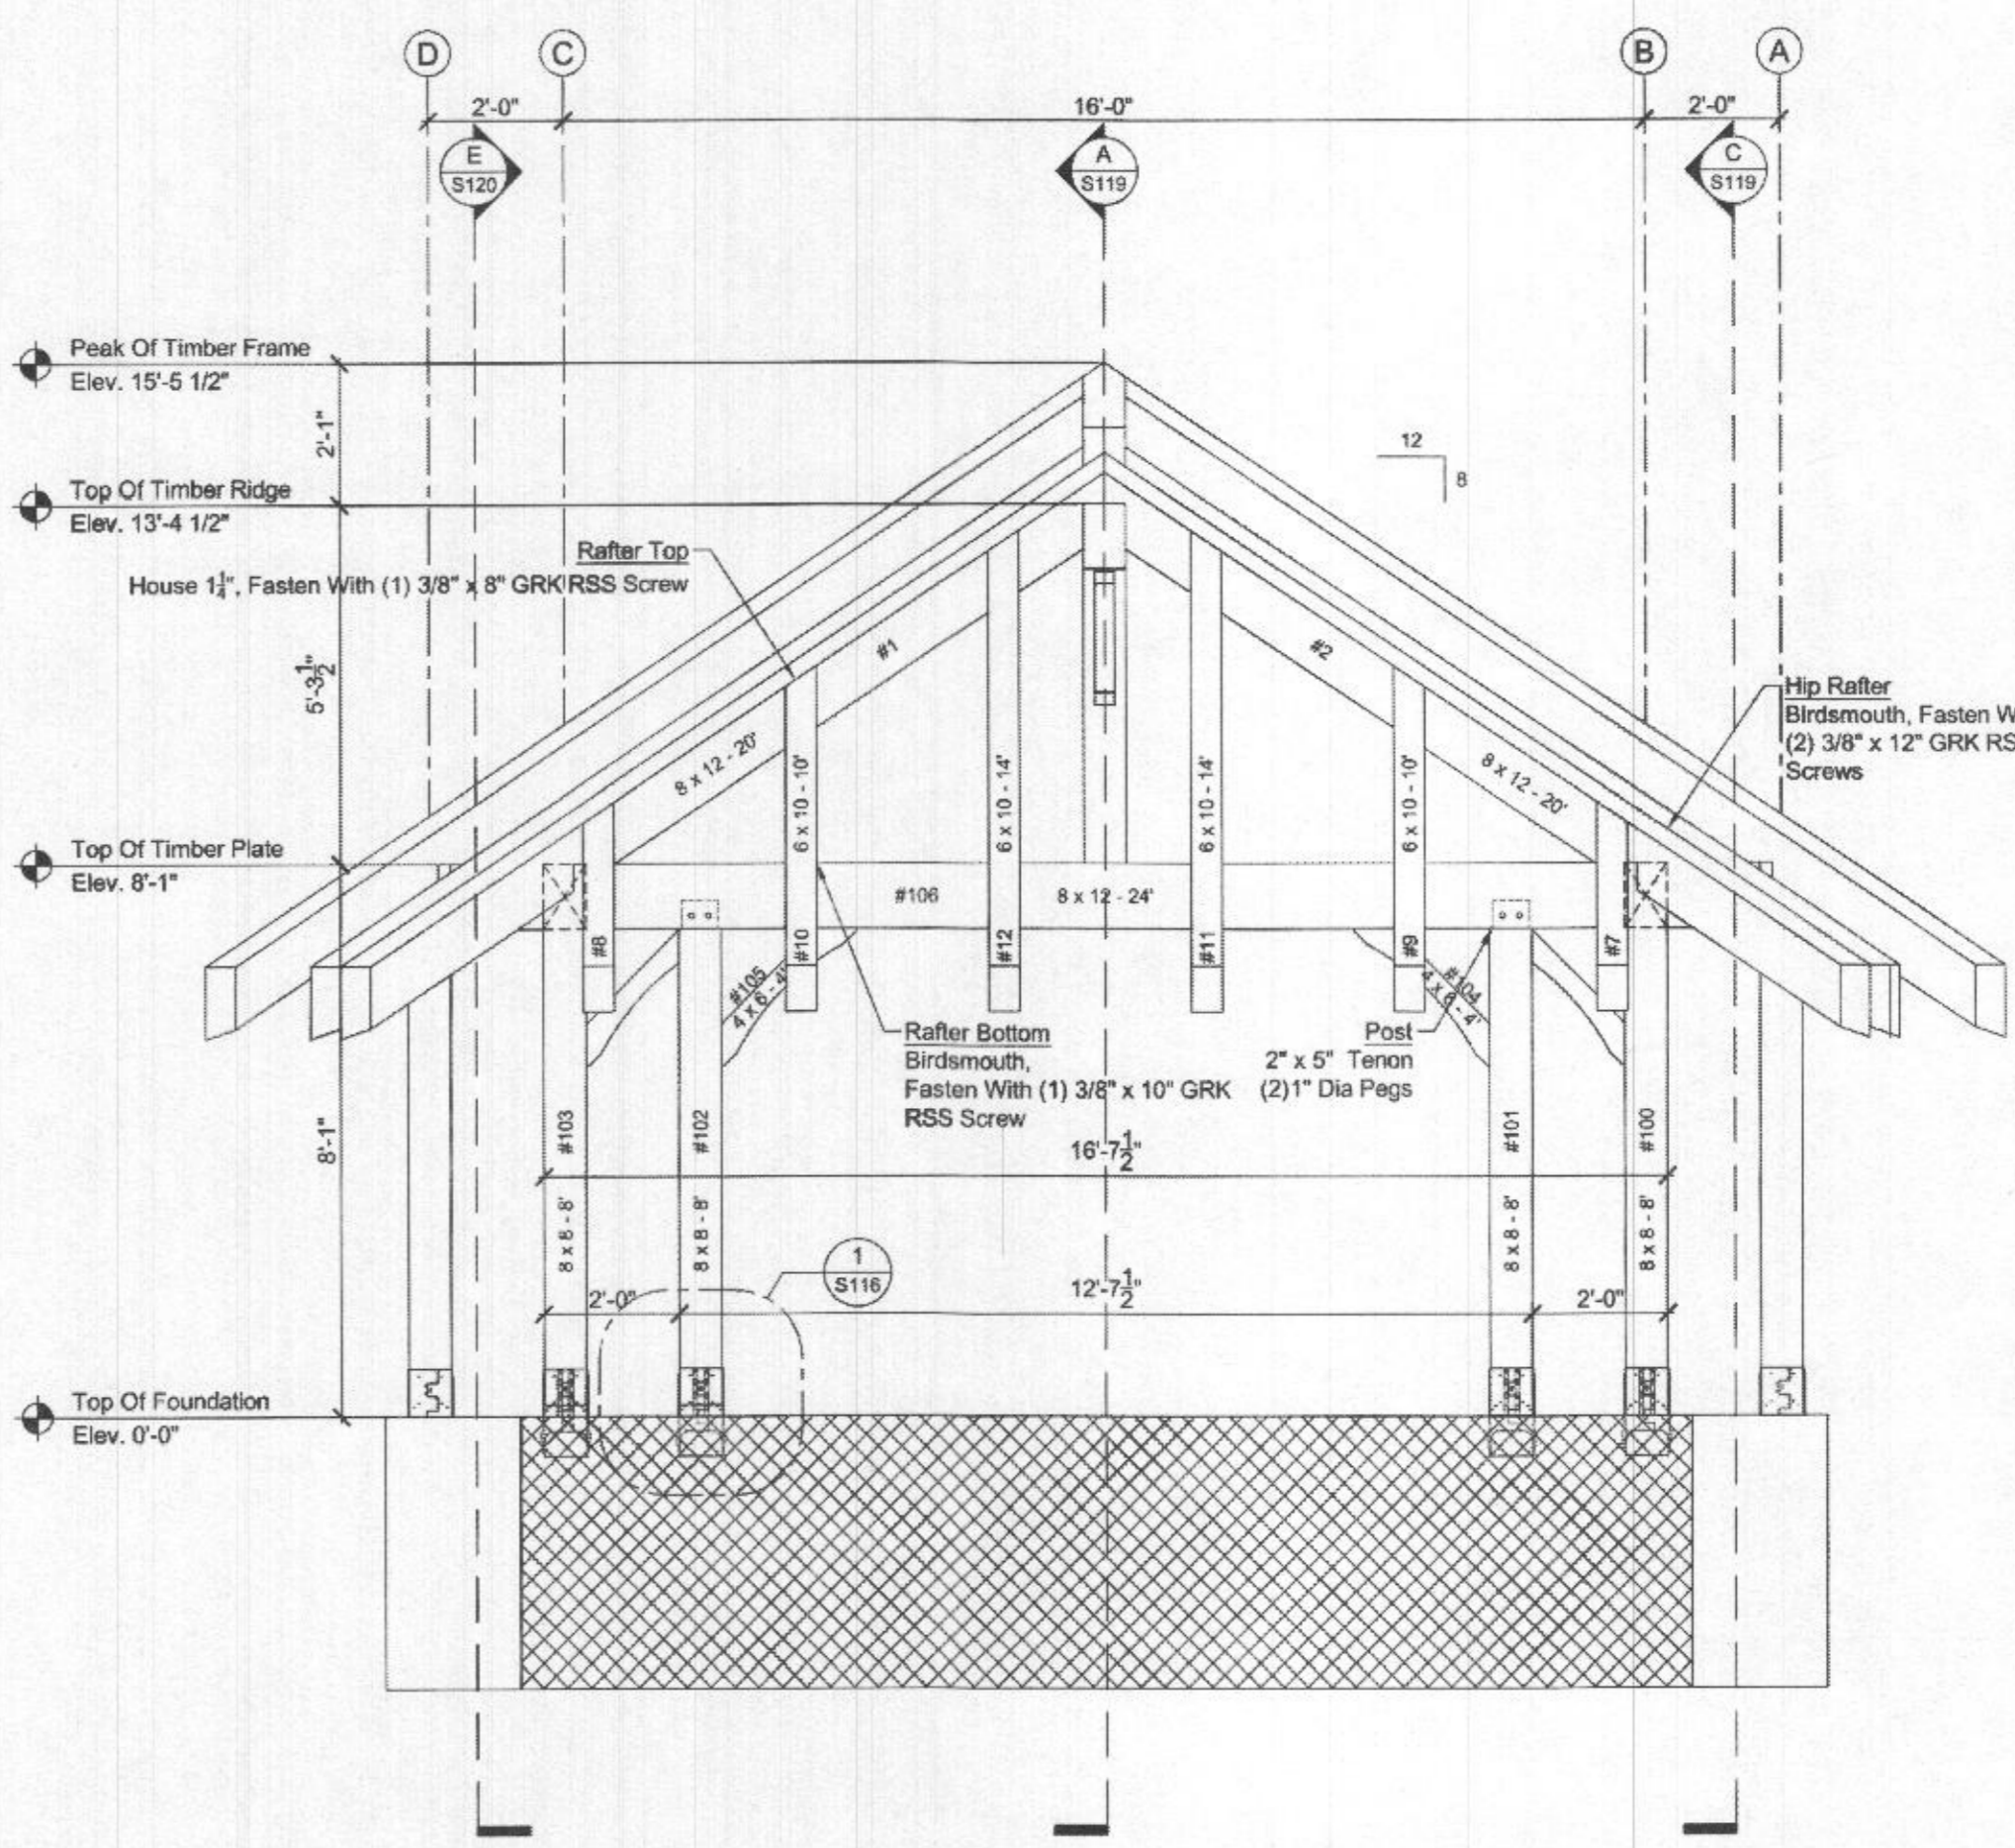 D
C
B
A
2'-0"
16'-0"
2'-0"
E
S120
A
S119
C
S119
Peak Of Timber Frame
Elev. 15'-5 1/2"
2'-1"
12
8
Top Of Timber Ridge
Elev. 13'-4 1/2"
Rafter Top
House 1 1/4", Fasten With (1) 3/8" x 8" GRK RSS Screw
5'-3 1/2"
#1
#2
Hip Rafter
Birdsmouth, Fasten W
(2) 3/8" x 12" GRK RS
Screws
8 x 12 - 20'
6 x 10 - 10'
6 x 10 - 14'
6 x 10 - 14'
6 x 10 - 10'
8 x 12 - 20'
Top Of Timber Plate
Elev. 8'-1"
#106
8 x 12 - 24'
#8
#10
#12
#11
#9
#7
#105
4 x 6 - 4'
#104
4 x 6 - 4'
Rafter Bottom
Birdsmouth,
Fasten With (1) 3/8" x 10" GRK
RSS Screw
Post
2" x 5" Tenon
(2)1" Dia Pegs
8'-1"
#103
#102
#101
#100
16'-7 1/2"
8 x 8 - 8'
8 x 8 - 8'
8 x 8 - 8'
8 x 8 - 8'
1
S116
2'-0"
12'-7 1/2"
2'-0"
Top Of Foundation
Elev. 0'-0"